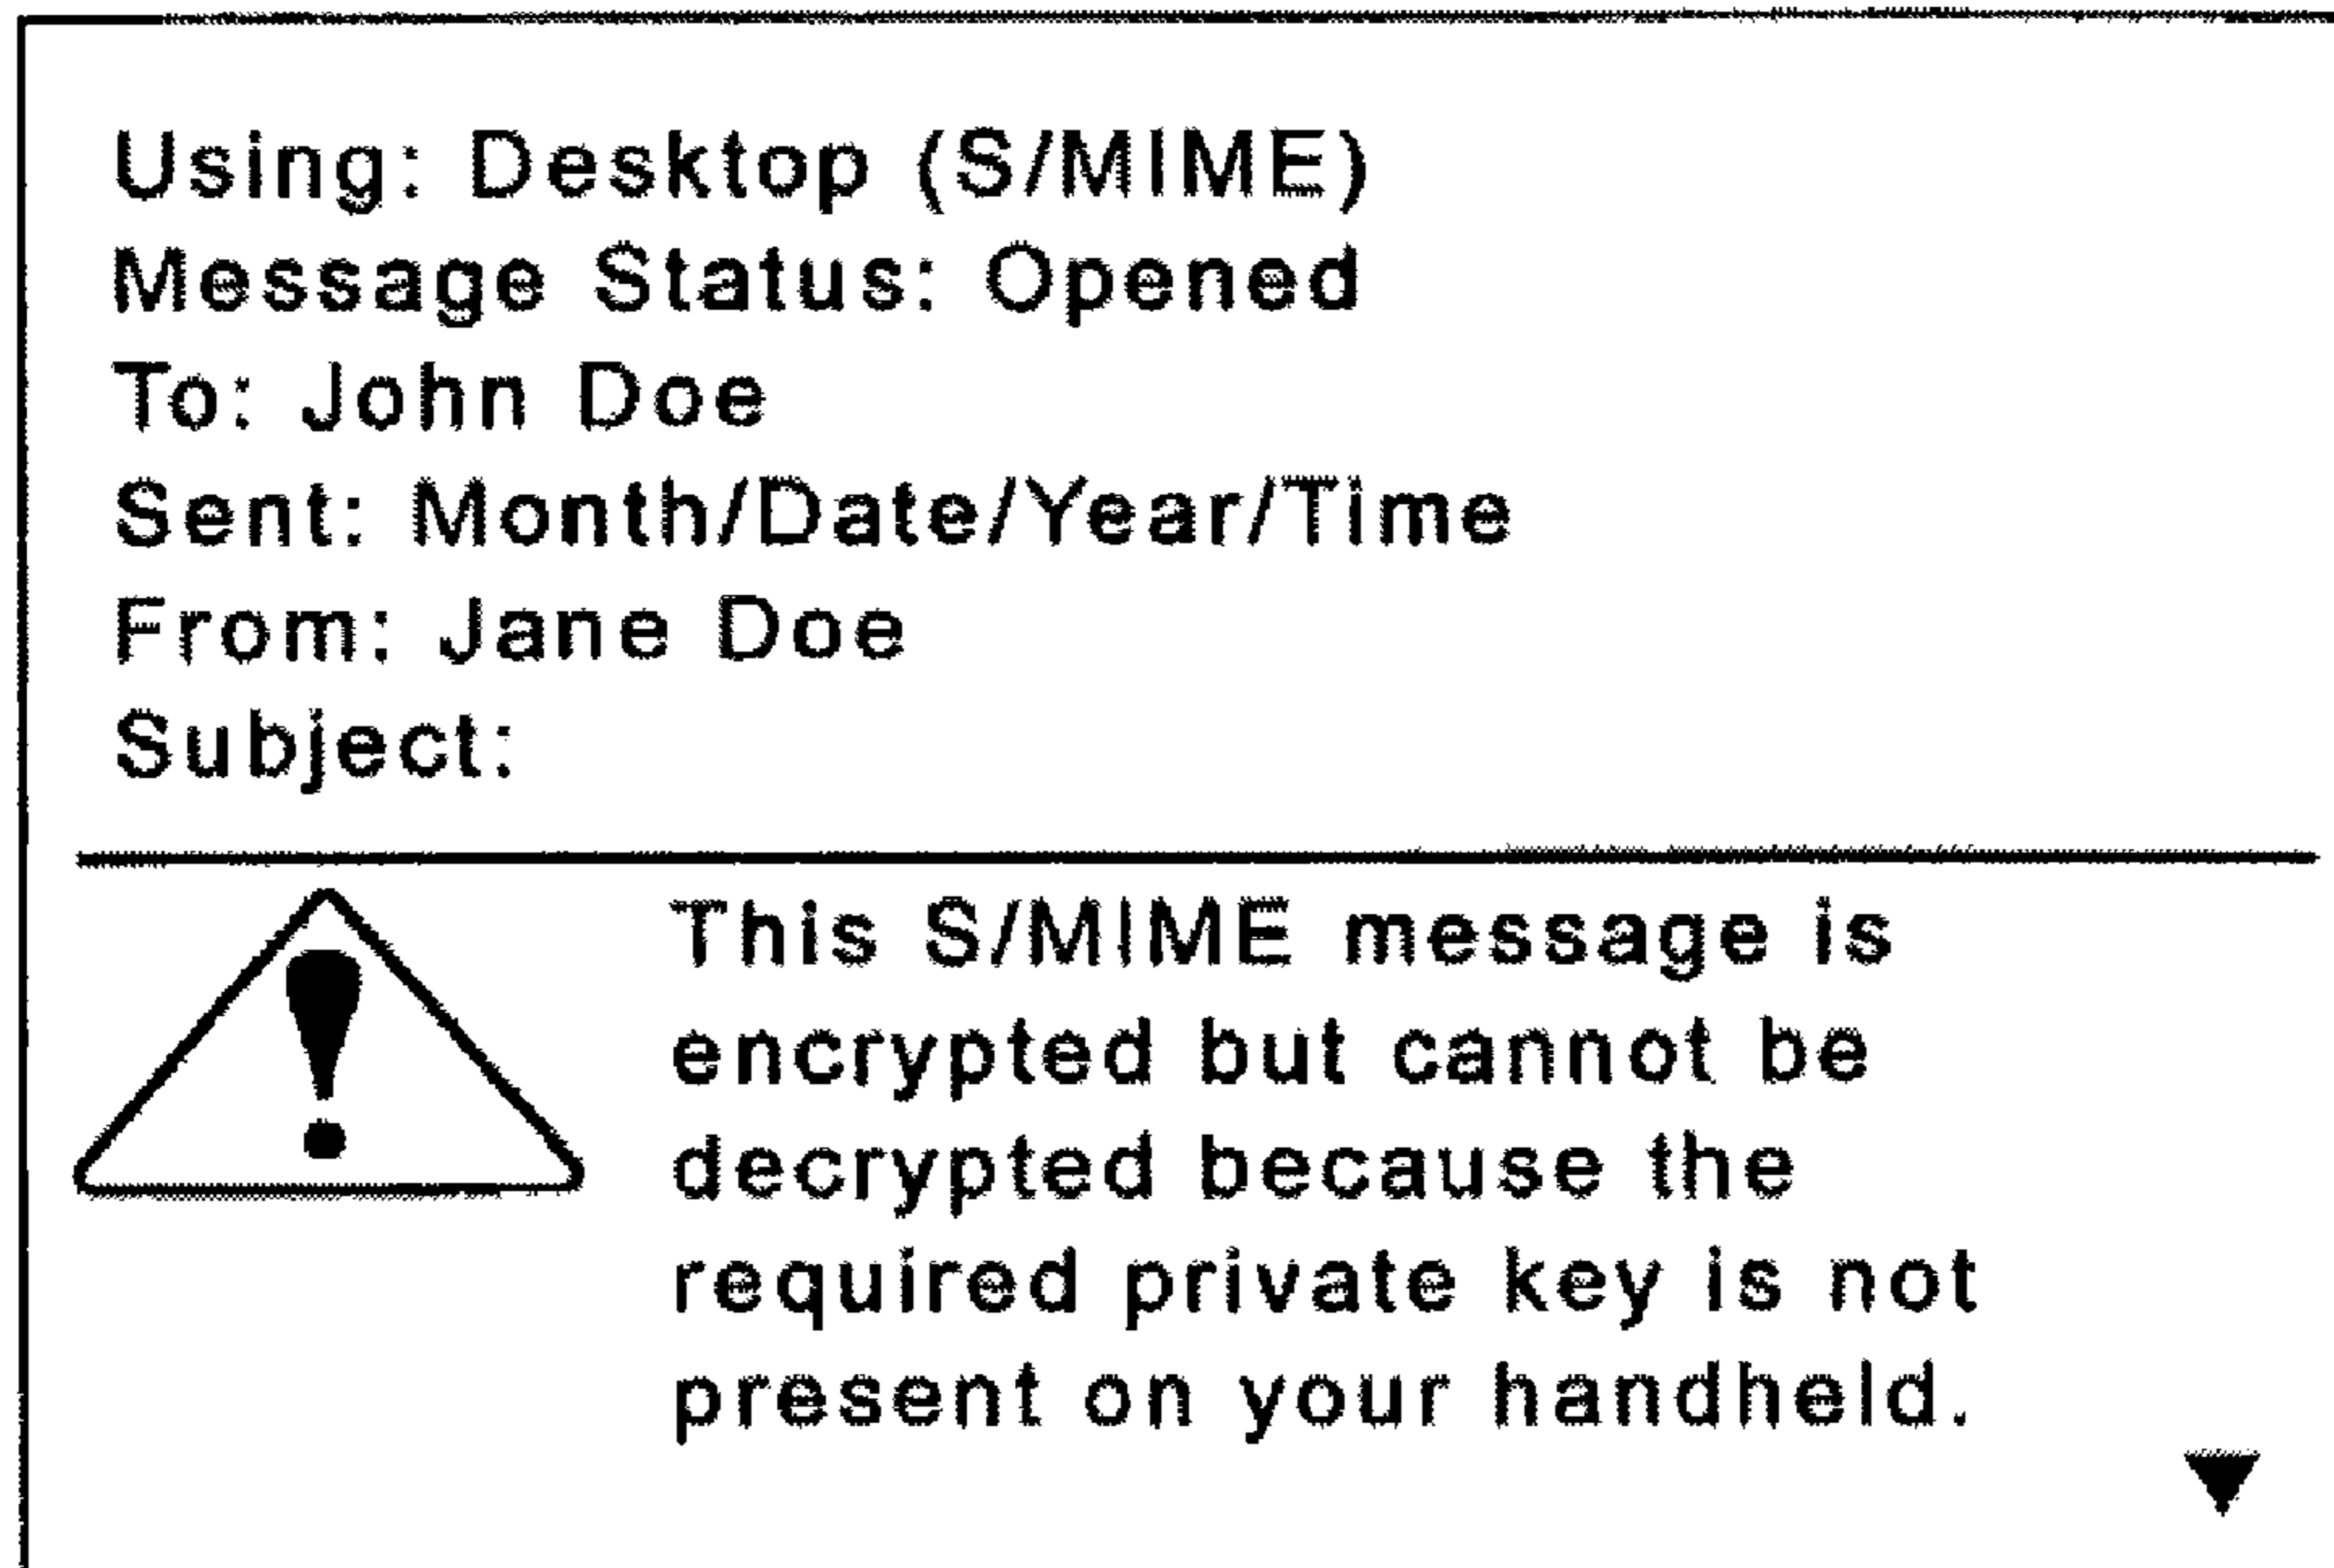 Using: Desktop (S/MIME)
Message Status: Opened
To: John Doe
Sent: Month/Date/Year/Time
From: Jane Doe
Subject:
This S/MIME message is
encrypted but cannot be
decrypted because the
required private key is not
present on your handheld.